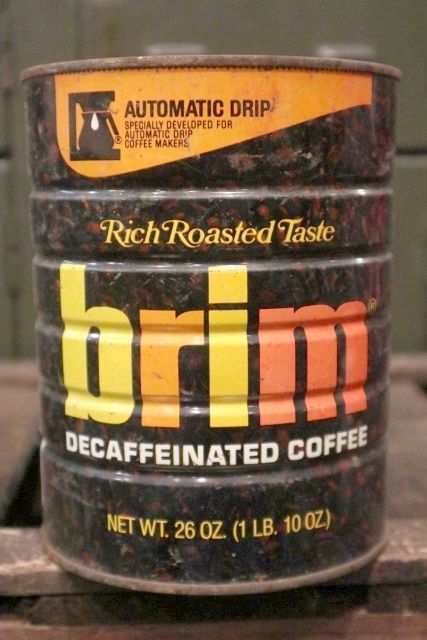 AUTOMATIC DRIP
SPECIALLY DEVELOPED FOR
AUTOMATIC DRIP
COFFEE MAKERS
®
Rich Roasted Taste
brim®
DECAFFEINATED COFFEE
NET WT. 26 OZ. (1 LB. 10 OZ.)